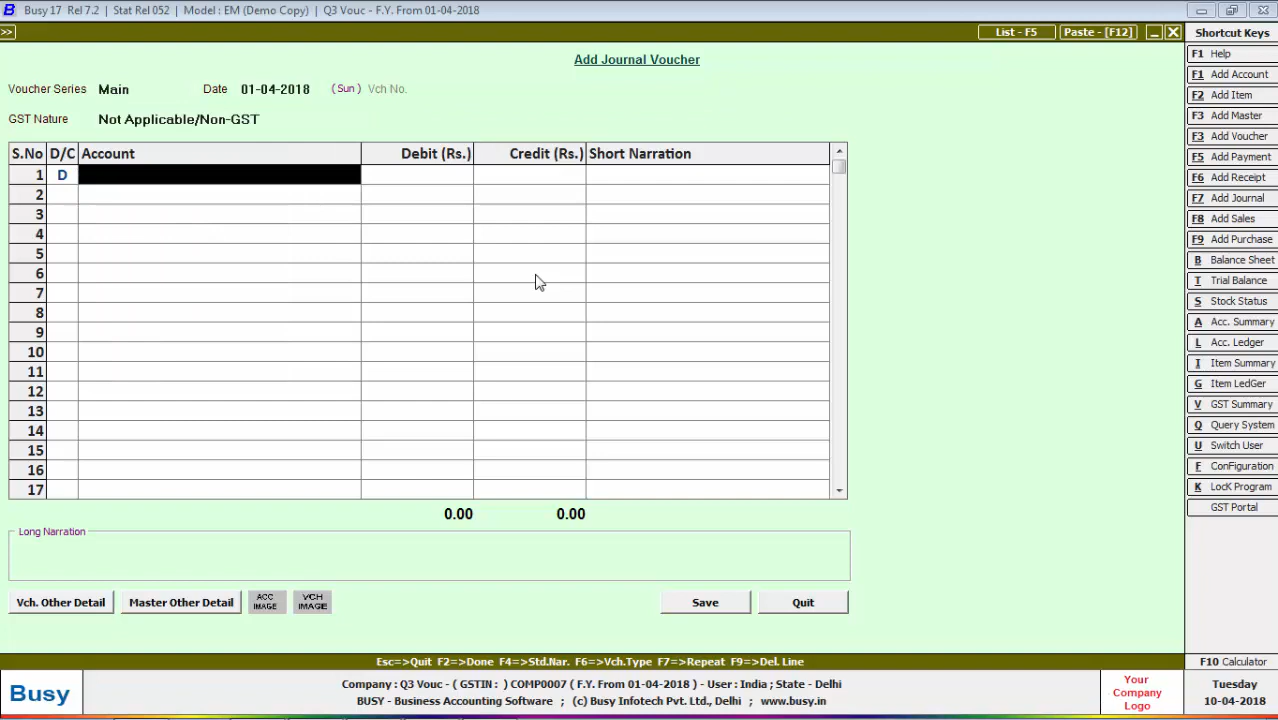 B Busy 17 Rel 7.2 | Stat Rel 052 | Model : EM (Demo Copy) | Q3 Vouc - F.Y. From 01-04-2018
>> List - F5 Paste - [F12]
Shortcut Keys
Add Journal Voucher
Voucher Series Main Date 01-04-2018 (Sun) Vch No.
GST Nature Not Applicable/Non-GST
S.No D/C Account Debit (Rs.) Credit (Rs.) Short Narration
1 D
2
3
4
5
6
7
8
9
10
11
12
13
14
15
16
17
0.00 0.00
Long Narration
Vch. Other Detail Master Other Detail ACC IMAGE VCH IMAGE Save Quit
F1 Help
F1 Add Account
F2 Add Item
F3 Add Master
F3 Add Voucher
F5 Add Payment
F6 Add Receipt
F7 Add Journal
F8 Add Sales
F9 Add Purchase
B Balance Sheet
T Trial Balance
S Stock Status
A Acc. Summary
L Acc. Ledger
I Item Summary
G Item LedGer
V GST Summary
Q Query System
U Switch User
F ConFiguration
K LocK Program
GST Portal
Esc=>Quit F2=>Done F4=>Std.Nar. F6=>Vch.Type F7=>Repeat F9=>Del. Line
F10 Calculator
Busy
Company : Q3 Vouc - ( GSTIN : ) COMP0007 ( F.Y. From 01-04-2018 ) - User : India ; State - Delhi
BUSY - Business Accounting Software ; (c) Busy Infotech Pvt. Ltd., Delhi ; www.busy.in
Your
Company
Logo
Tuesday
10-04-2018